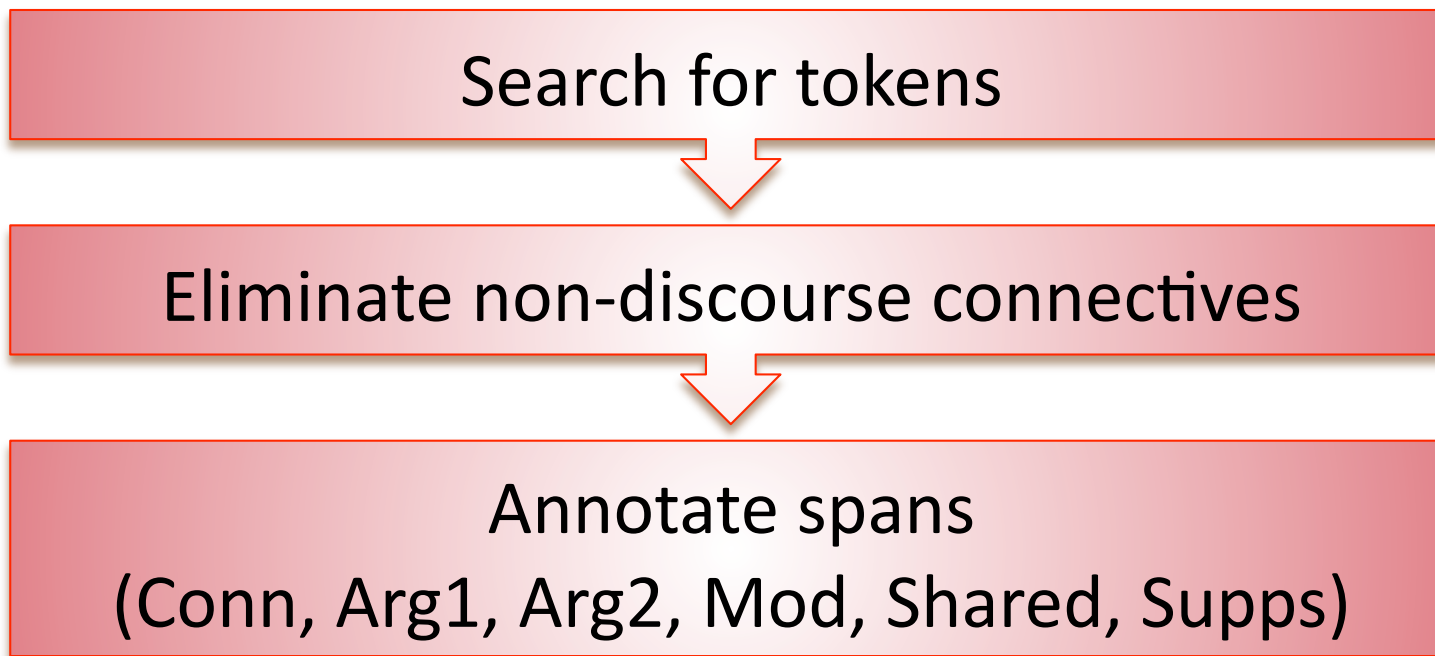 Search for tokens
Eliminate non-discourse connectives
Annotate spans
(Conn, Arg1, Arg2, Mod, Shared, Supps)